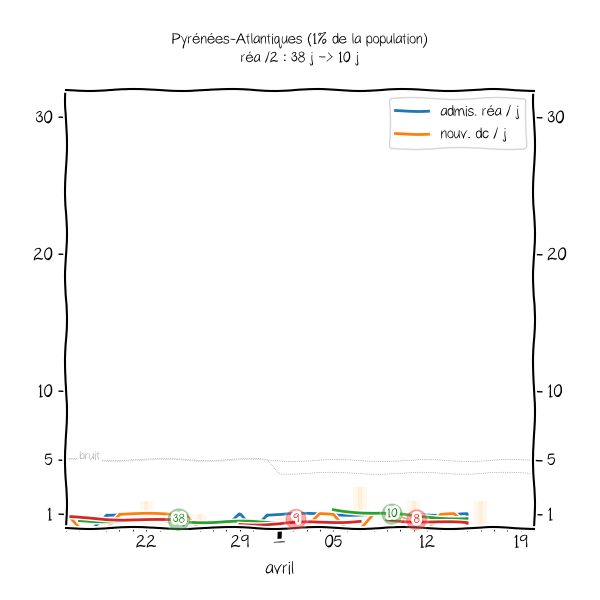 Pyrénées-Atlantiques (1% de la population)
réa /2 : 38 j -> 10 j
admis. réa / j
nouv. dc / j
30 30
20 20
10 10
5 bruit 5
1 38 9 10 8 1
22 29 1 05 12 19
avril